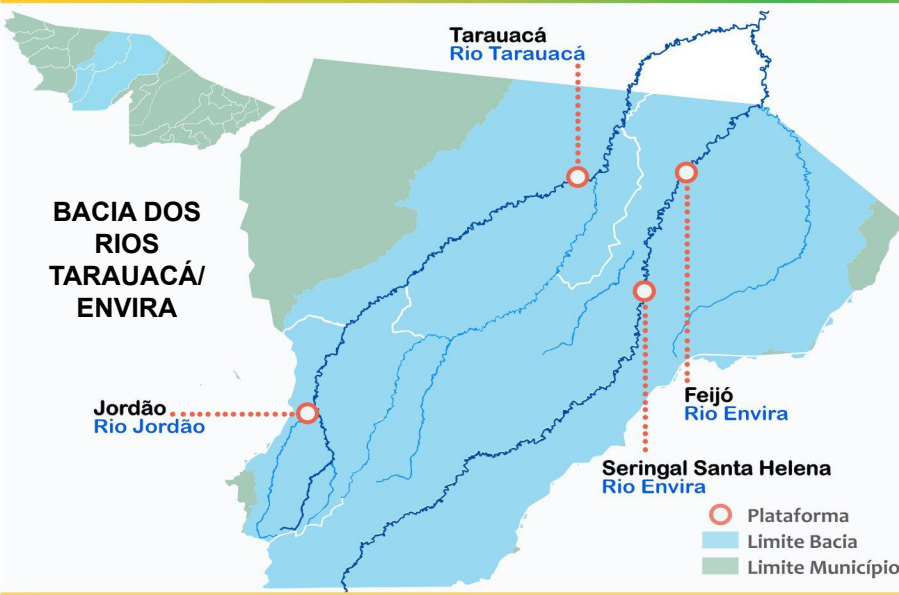 Tarauacá
Rio Tarauacá
BACIA DOS
RIOS
TARAUACÁ/
ENVIRA
Jordão
Rio Jordão
Feijó
Rio Envira
Seringal Santa Helena
Rio Envira
Plataforma
Limite Bacia
Limite Município